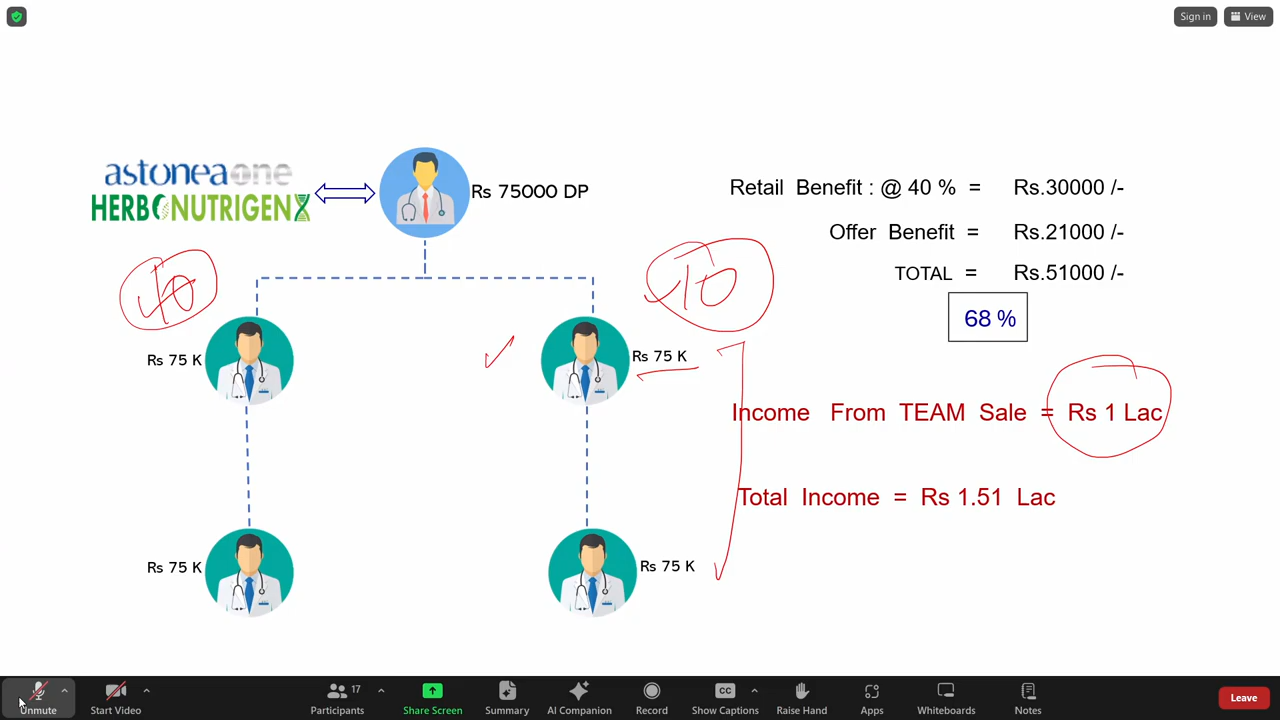 Sign in
View
astonea one
HERBONUTRIGENX
Rs 75000 DP
Retail Benefit : @ 40 % = Rs.30000 /-
Offer Benefit = Rs.21000 /-
TOTAL = Rs.51000 /-
68 %
10
10
Rs 75 K
Rs 75 K
Income From TEAM Sale = Rs 1 Lac
Total Income = Rs 1.51 Lac
Rs 75 K
Rs 75 K
Unmute
Start Video
17
Participants
Share Screen
Summary
AI Companion
Record
CC
Show Captions
Raise Hand
Apps
Whiteboards
Notes
Leave